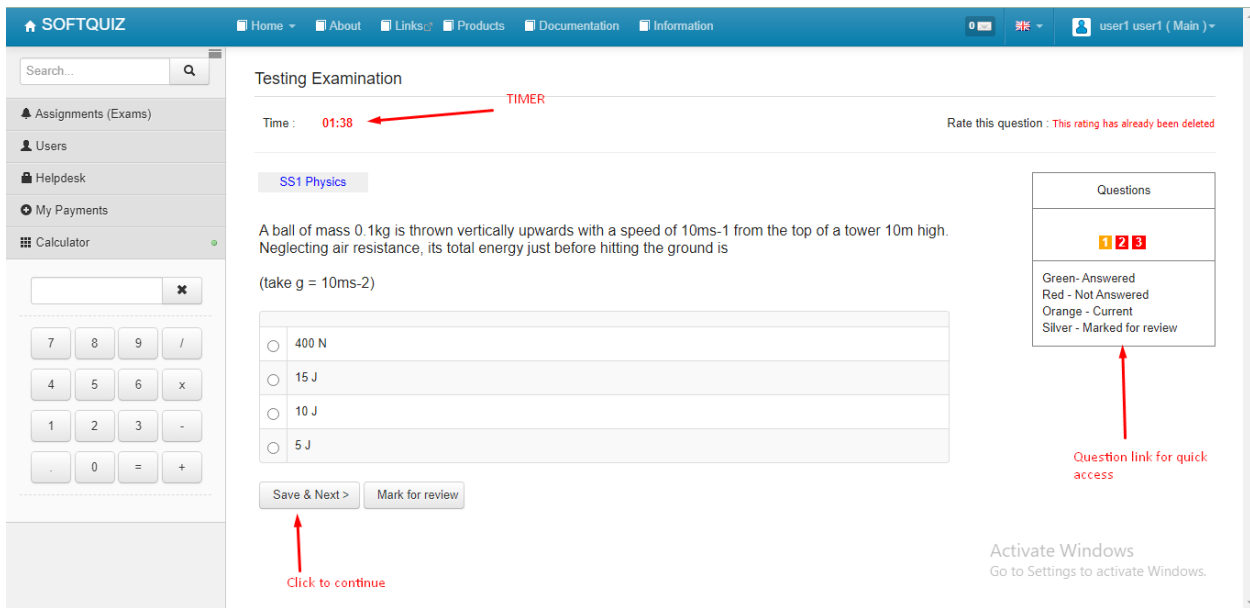 SOFTQUIZ
Home
About
Links
Products
Documentation
Information
0
user1 user1 ( Main )
Search...
Assignments (Exams)
Users
Helpdesk
My Payments
Calculator
7 8 9 /
4 5 6 x
1 2 3 -
. 0 = +
Testing Examination
TIMER
Time : 01:38
Rate this question : This rating has already been deleted
SS1 Physics
A ball of mass 0.1kg is thrown vertically upwards with a speed of 10ms-1 from the top of a tower 10m high.
Neglecting air resistance, its total energy just before hitting the ground is
(take g = 10ms-2)
400 N
15 J
10 J
5 J
Save & Next >
Mark for review
Click to continue
Questions
1 2 3
Green- Answered
Red - Not Answered
Orange - Current
Silver - Marked for review
Question link for quick
access
Activate Windows
Go to Settings to activate Windows.